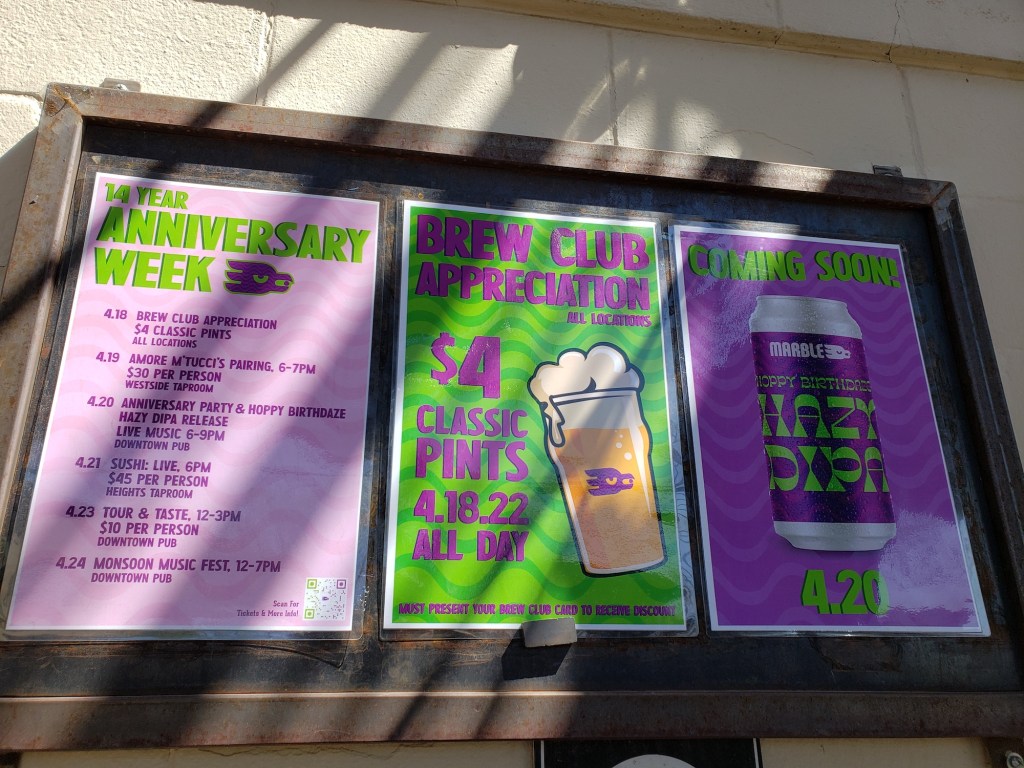 14 YEAR
ANNIVERSARY
WEEK
4.18 BREW CLUB APPRECIATION
$4 CLASSIC PINTS
ALL LOCATIONS
4.19 AMORE M'TUCCI'S PAIRING, 6-7PM
$30 PER PERSON
WESTSIDE TAPROOM
4.20 ANNIVERSARY PARTY & HOPPY BIRTHDAZE
HAZY DIPA RELEASE
LIVE MUSIC 6-9PM
DOWNTOWN PUB
4.21 SUSHI: LIVE, 6PM
$45 PER PERSON
HEIGHTS TAPROOM
4.23 TOUR & TASTE, 12-3PM
$10 PER PERSON
DOWNTOWN PUB
4.24 MONSOON MUSIC FEST, 12-7PM
DOWNTOWN PUB
Scan For
Tickets & More Info!
BREW CLUB
APPRECIATION
ALL LOCATIONS
$4
CLASSIC
PINTS
4.18.22
ALL DAY
MUST PRESENT YOUR BREW CLUB CARD TO RECEIVE DISCOUNT
COMING SOON!
MARBLE
HOPPY BIRTHDAZE
HAZY
DIPA
4.20